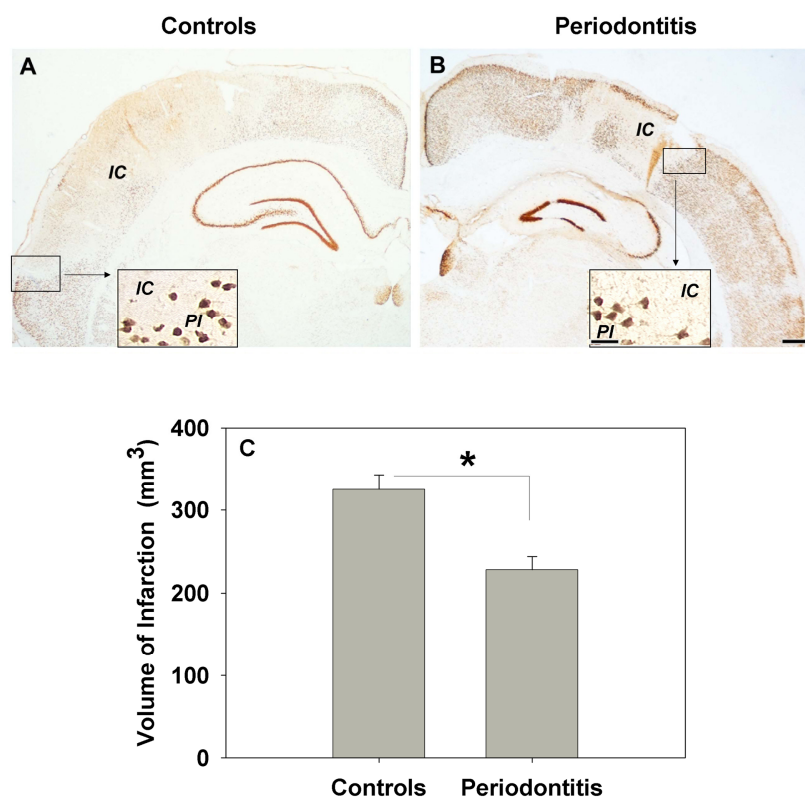 Controls Periodontitis
A
B
IC
IC
IC
PI
IC
PI
C
Volume of Infarction (mm³)
400
300
200
100
0
*
Controls Periodontitis